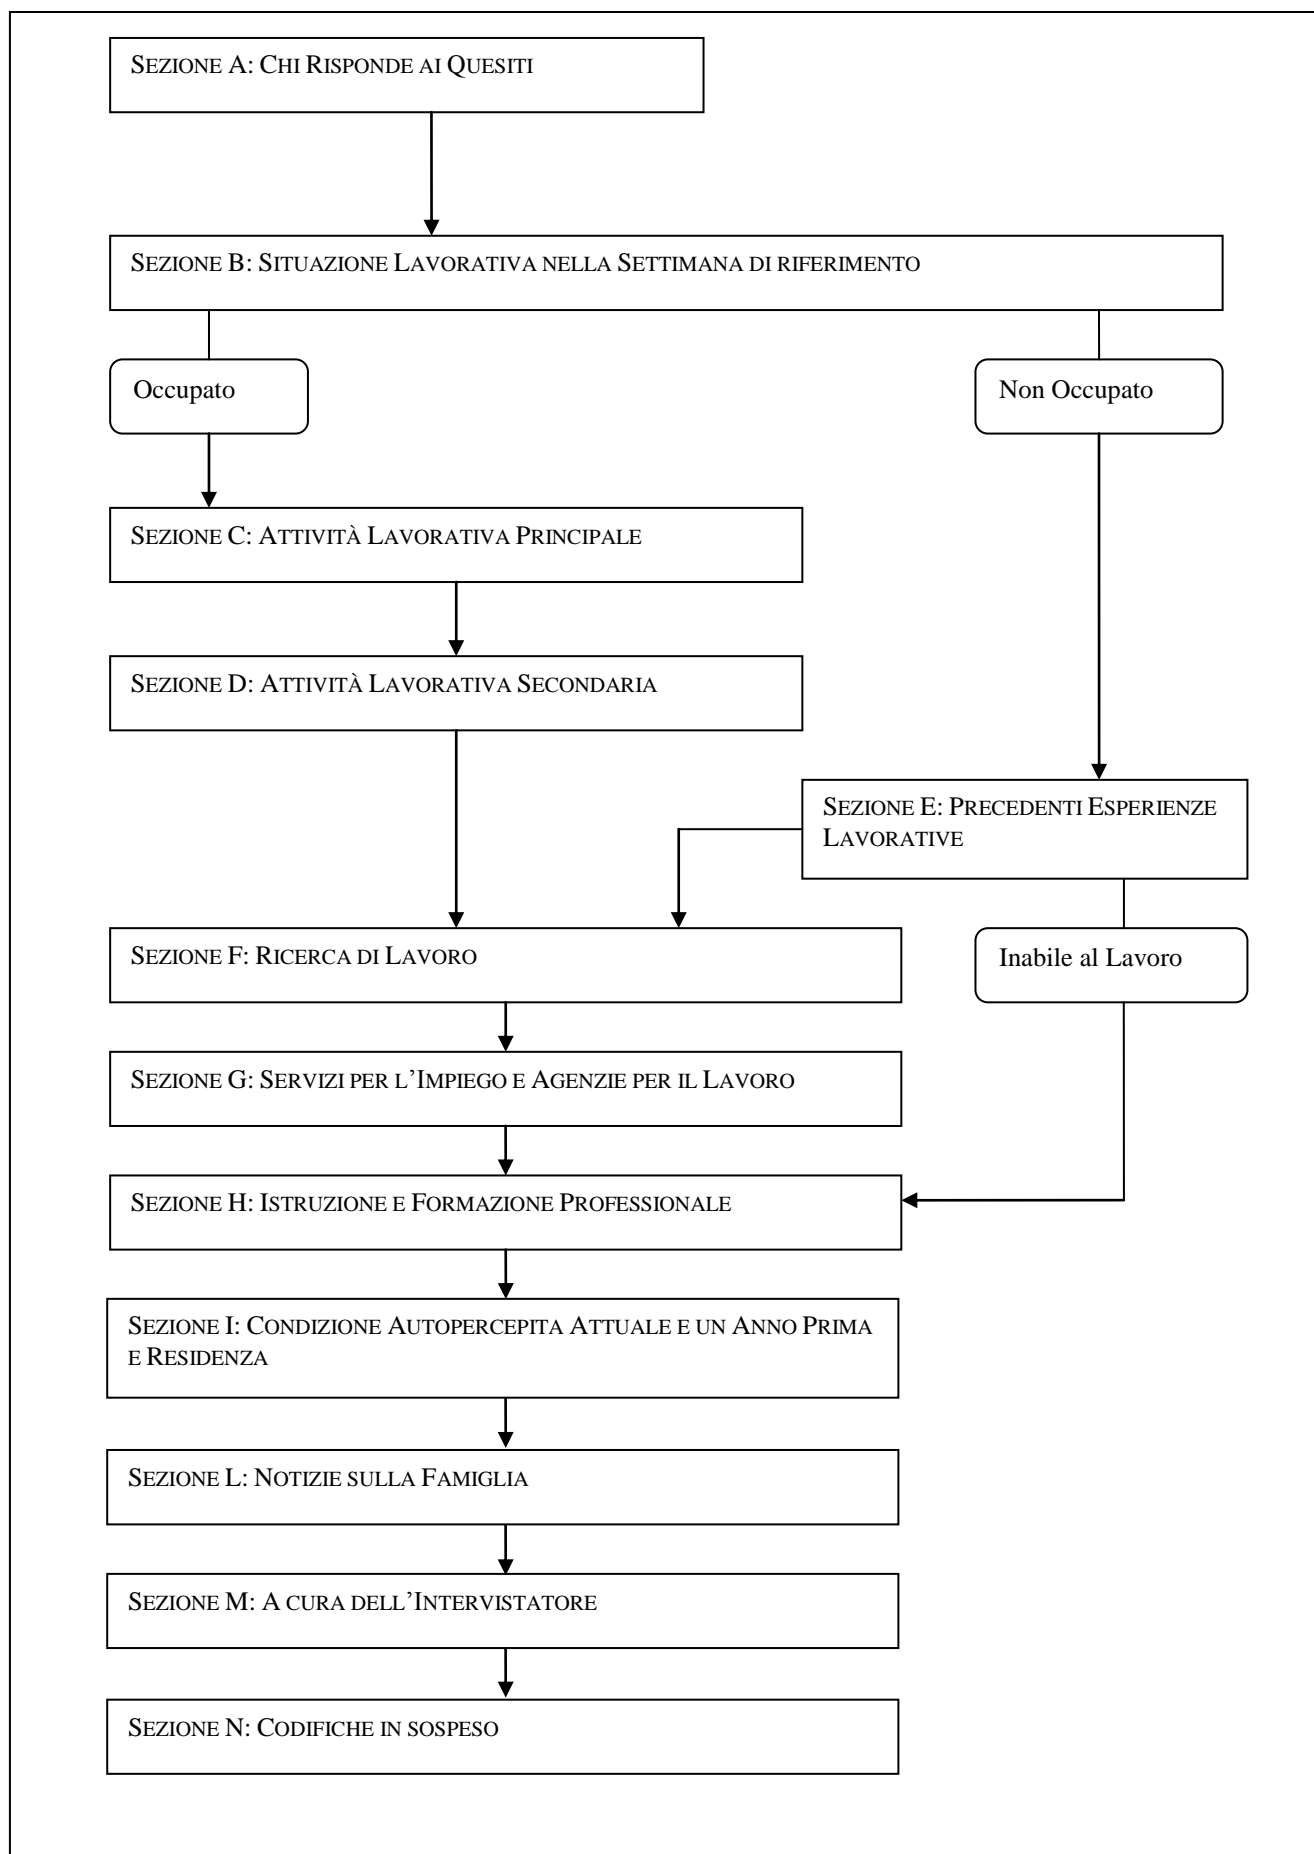 SEZIONE A: CHI RISPONDE AI QUESITI
SEZIONE B: SITUAZIONE LAVORATIVA NELLA SETTIMANA DI RIFERIMENTO
Occupato
Non Occupato
SEZIONE C: ATTIVITÀ LAVORATIVA PRINCIPALE
SEZIONE D: ATTIVITÀ LAVORATIVA SECONDARIA
SEZIONE E: PRECEDENTI ESPERIENZE
LAVORATIVE
SEZIONE F: RICERCA DI LAVORO
Inabile al Lavoro
SEZIONE G: SERVIZI PER L’IMPIEGO E AGENZIE PER IL LAVORO
SEZIONE H: ISTRUZIONE E FORMAZIONE PROFESSIONALE
SEZIONE I: CONDIZIONE AUTOPERCEPITA ATTUALE E UN ANNO PRIMA
E RESIDENZA
SEZIONE L: NOTIZIE SULLA FAMIGLIA
SEZIONE M: A CURA DELL’INTERVISTATORE
SEZIONE N: CODIFICHE IN SOSPESO